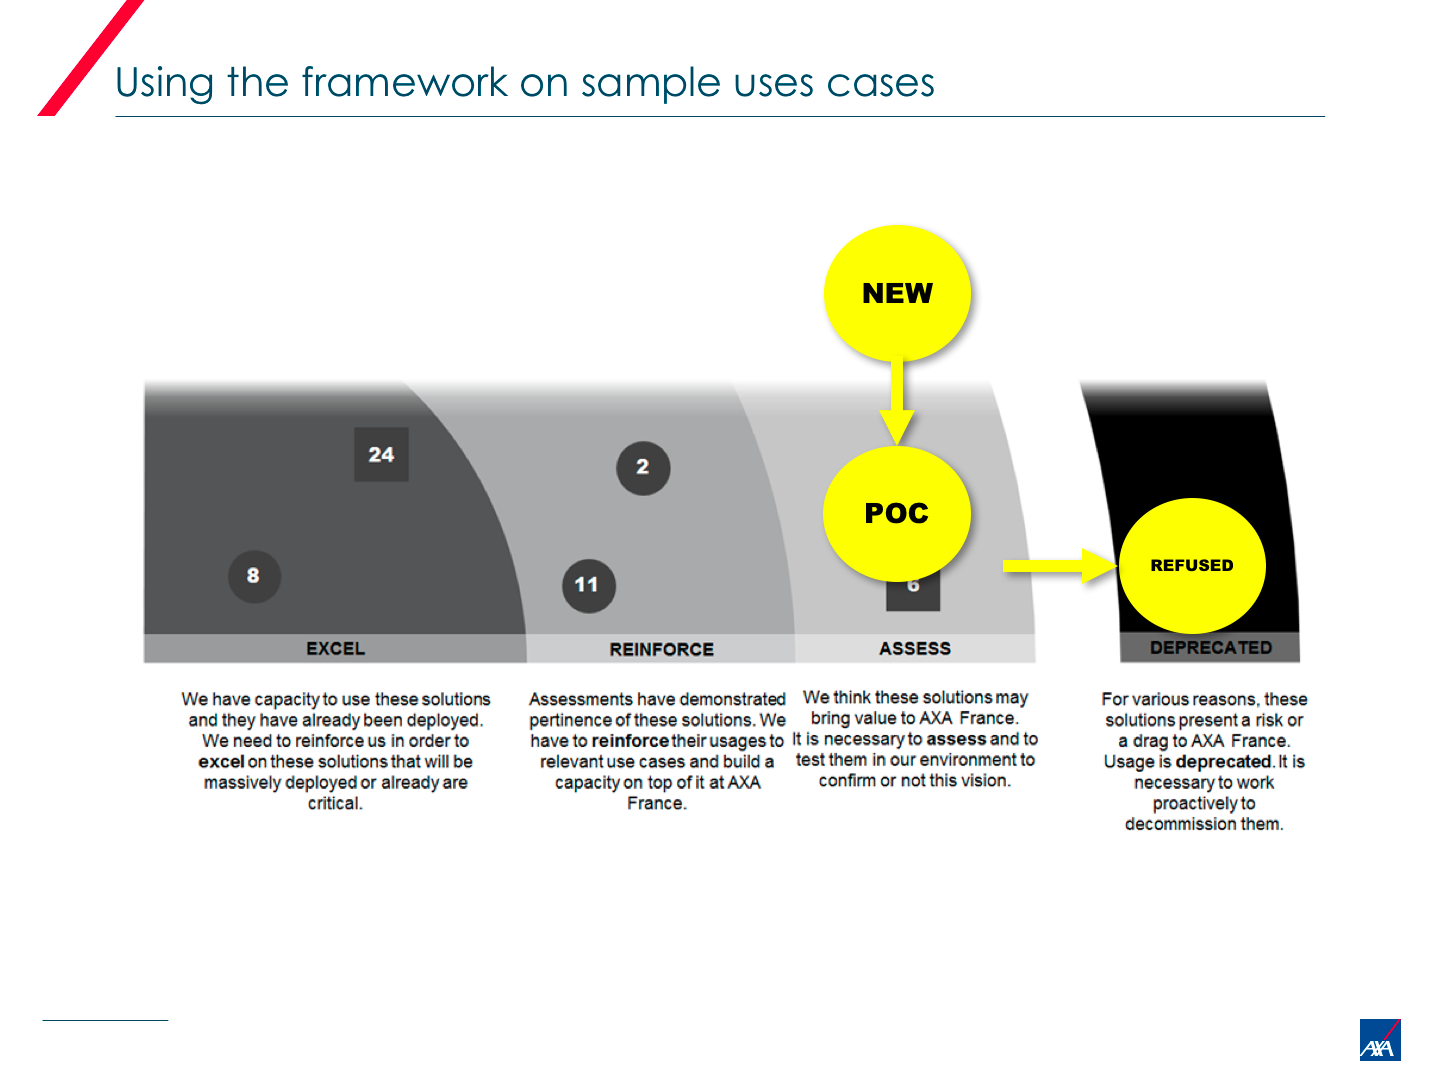 Using the framework on sample uses cases
NEW
POC
REFUSED
24
2
8
11
6
EXCEL
REINFORCE
ASSESS
DEPRECATED
We have capacity to use these solutions
and they have already been deployed.
We need to reinforce us in order to
excel on these solutions that will be
massively deployed or already are
critical.
Assessments have demonstrated
pertinence of these solutions. We
have to reinforce their usages to
relevant use cases and build a
capacity on top of it at AXA
France.
We think these solutions may
bring value to AXA France.
It is necessary to assess and to
test them in our environment to
confirm or not this vision.
For various reasons, these
solutions present a risk or
a drag to AXA France.
Usage is deprecated. It is
necessary to work
proactively to
decommission them.
AXA